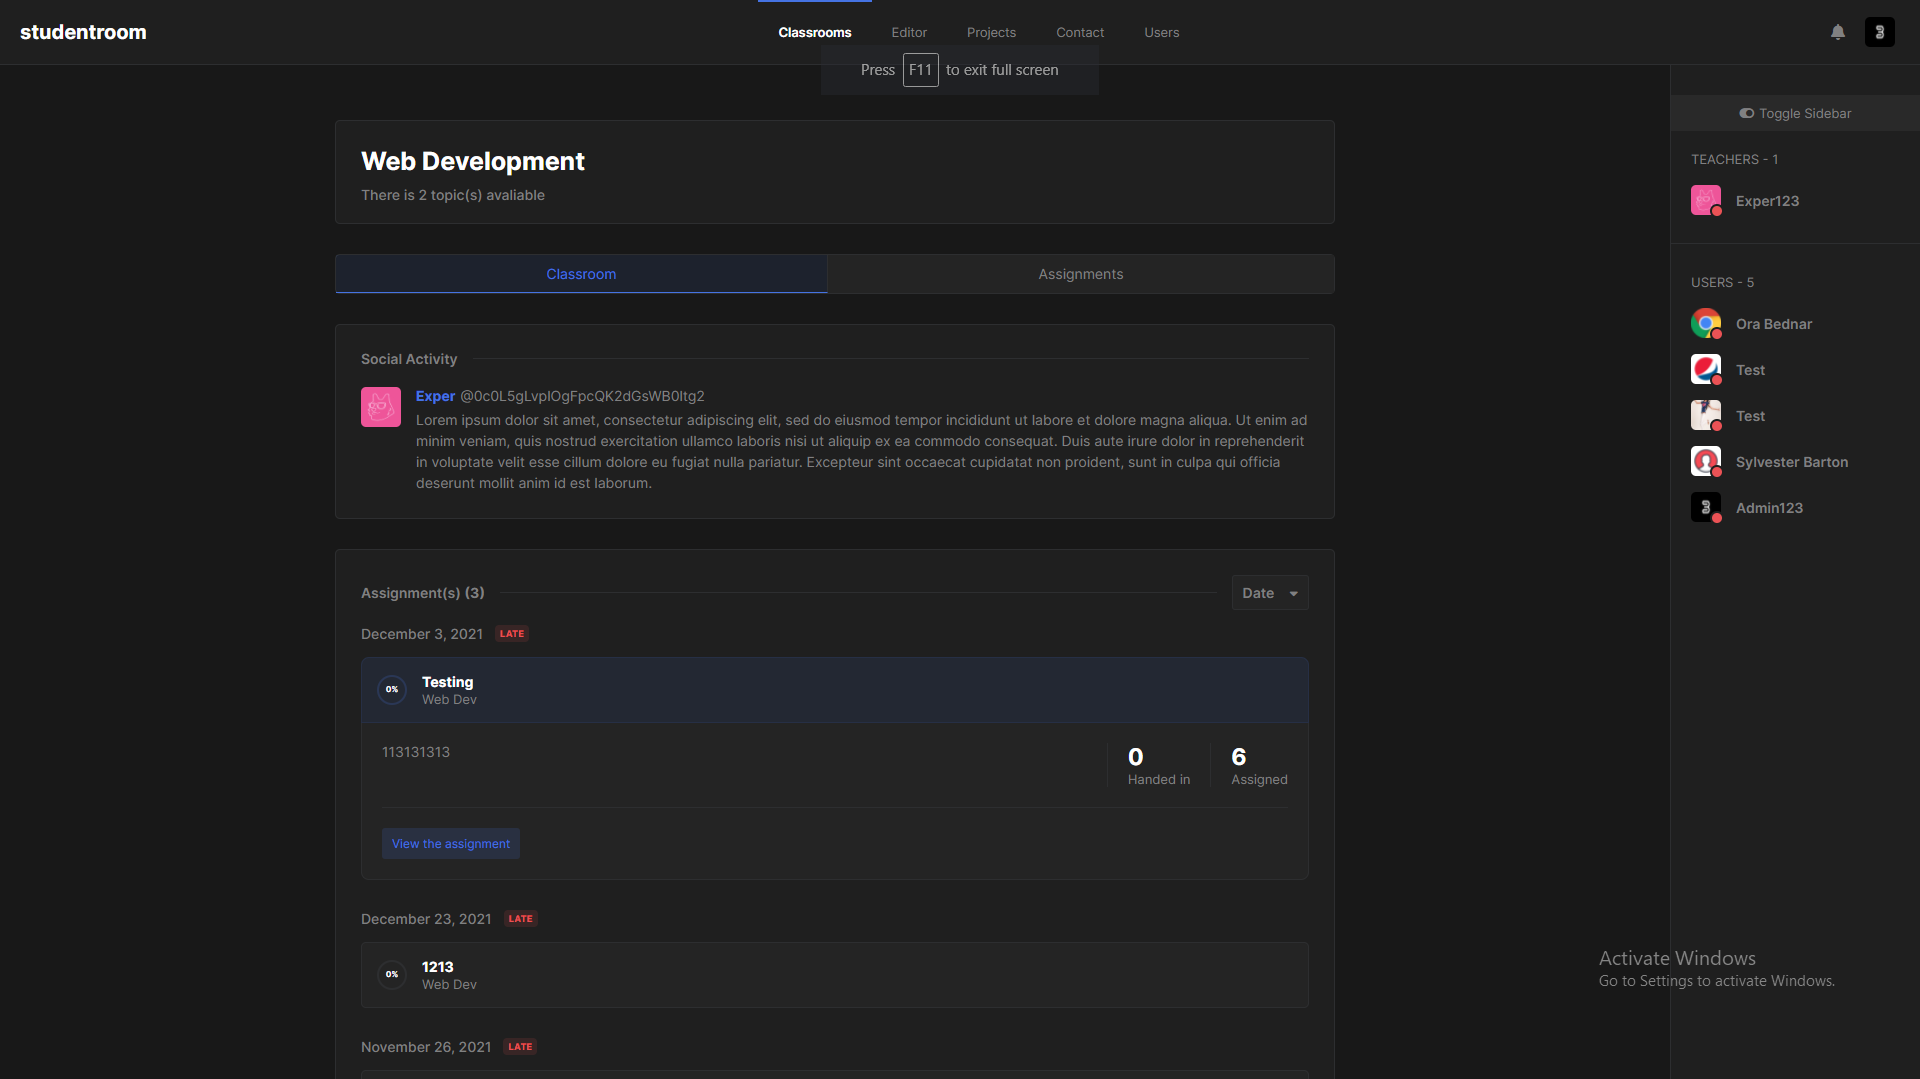 studentroom
Classrooms Editor Projects Contact Users
Press F11 to exit full screen
Toggle Sidebar
Web Development
There is 2 topic(s) avaliable
TEACHERS - 1
Exper123
Classroom Assignments
USERS - 5
Ora Bednar
Test
Test
Sylvester Barton
Admin123
Social Activity
Exper @0c0L5gLvpIOgFpcQK2dGsWB0Itg2
Lorem ipsum dolor sit amet, consectetur adipiscing elit, sed do eiusmod tempor incididunt ut labore et dolore magna aliqua. Ut enim ad
minim veniam, quis nostrud exercitation ullamco laboris nisi ut aliquip ex ea commodo consequat. Duis aute irure dolor in reprehenderit
in voluptate velit esse cillum dolore eu fugiat nulla pariatur. Excepteur sint occaecat cupidatat non proident, sunt in culpa qui officia
deserunt mollit anim id est laborum.
Assignment(s) (3) Date
December 3, 2021 LATE
0% Testing
Web Dev
113131313
0 6
Handed in Assigned
View the assignment
December 23, 2021 LATE
0% 1213
Web Dev
November 26, 2021 LATE
Activate Windows
Go to Settings to activate Windows.